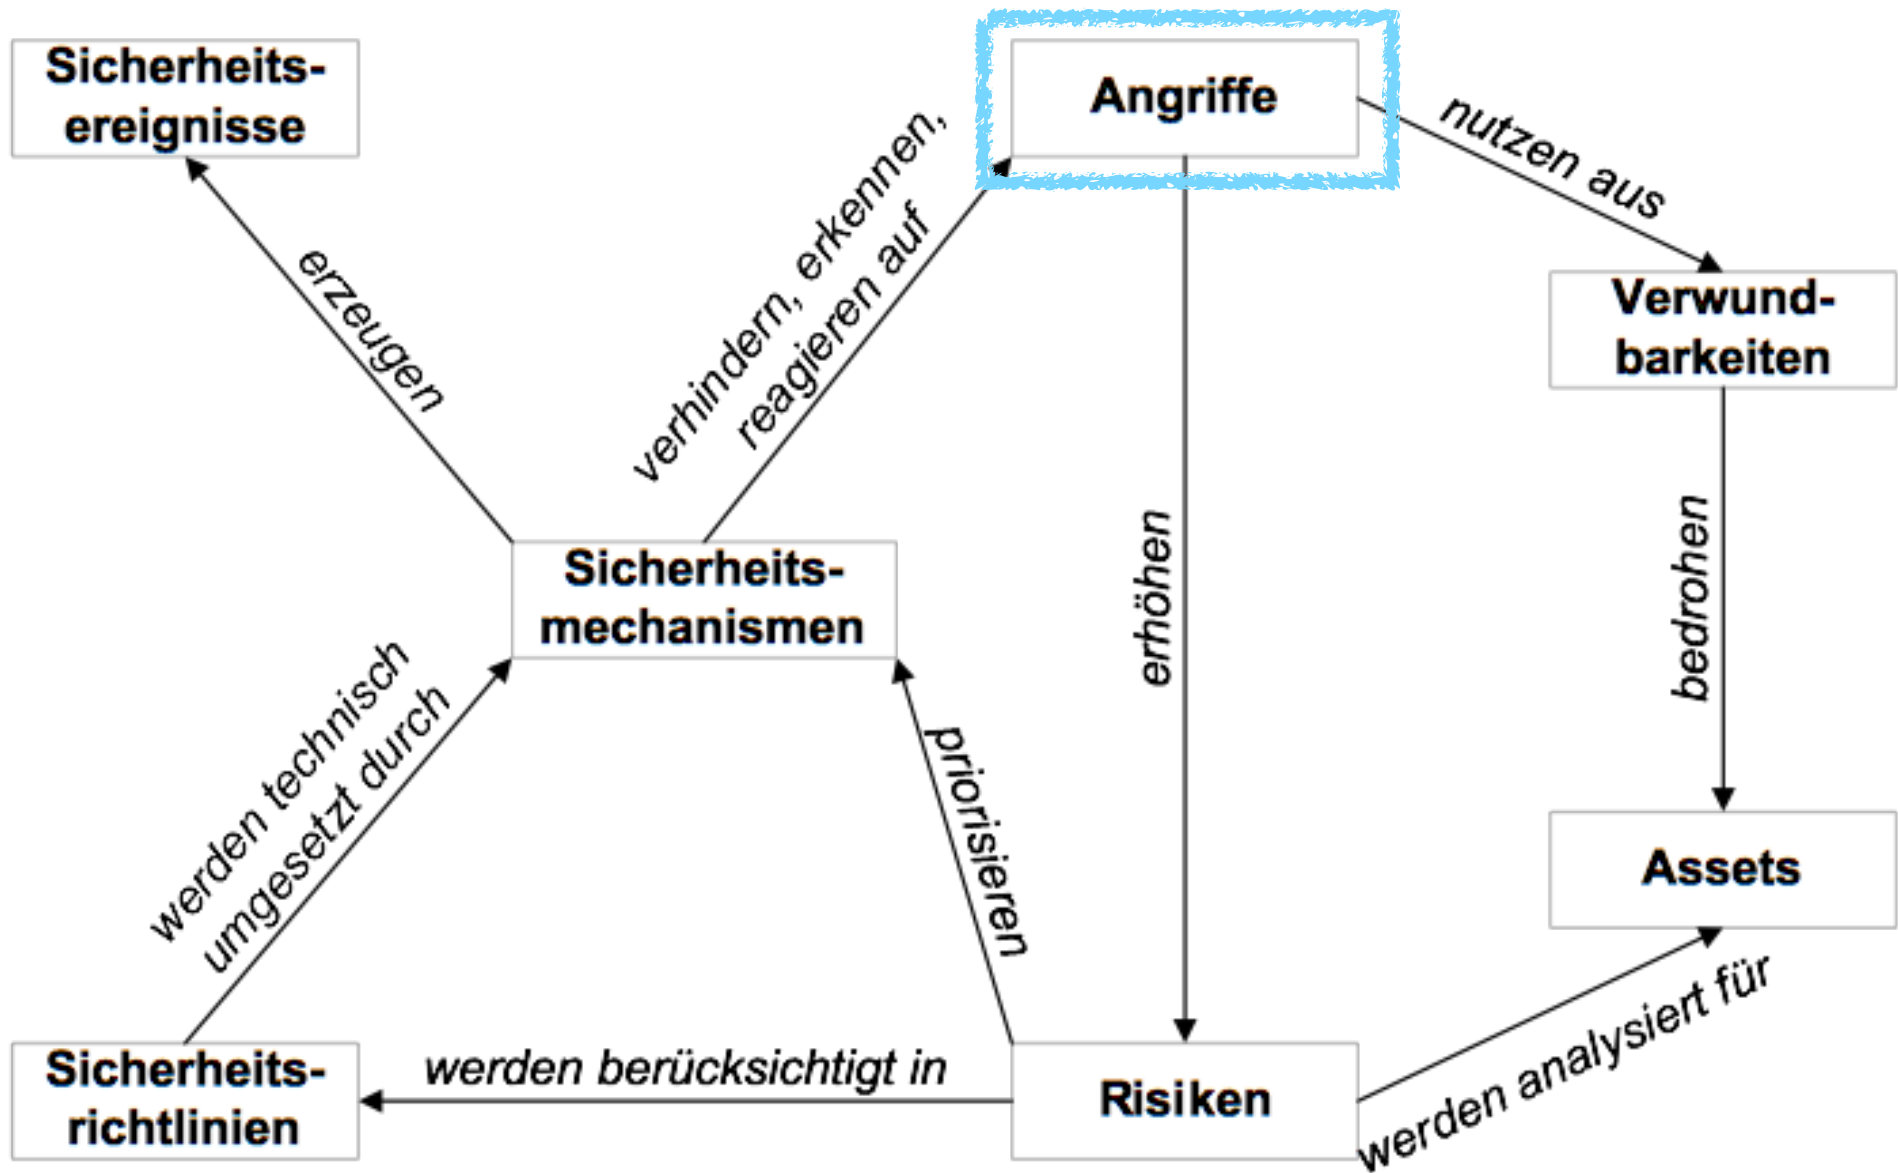 Sicherheits-
ereignisse
Angriffe
nutzen aus
verhindern, erkennen,
reagieren auf
erzeugen
Verwund-
barkeiten
Sicherheits-
mechanismen
erhöhen
bedrohen
werden technisch
umgesetzt durch
priorisieren
Assets
Sicherheits-
richtlinien
werden berücksichtigt in
Risiken
werden analysiert für